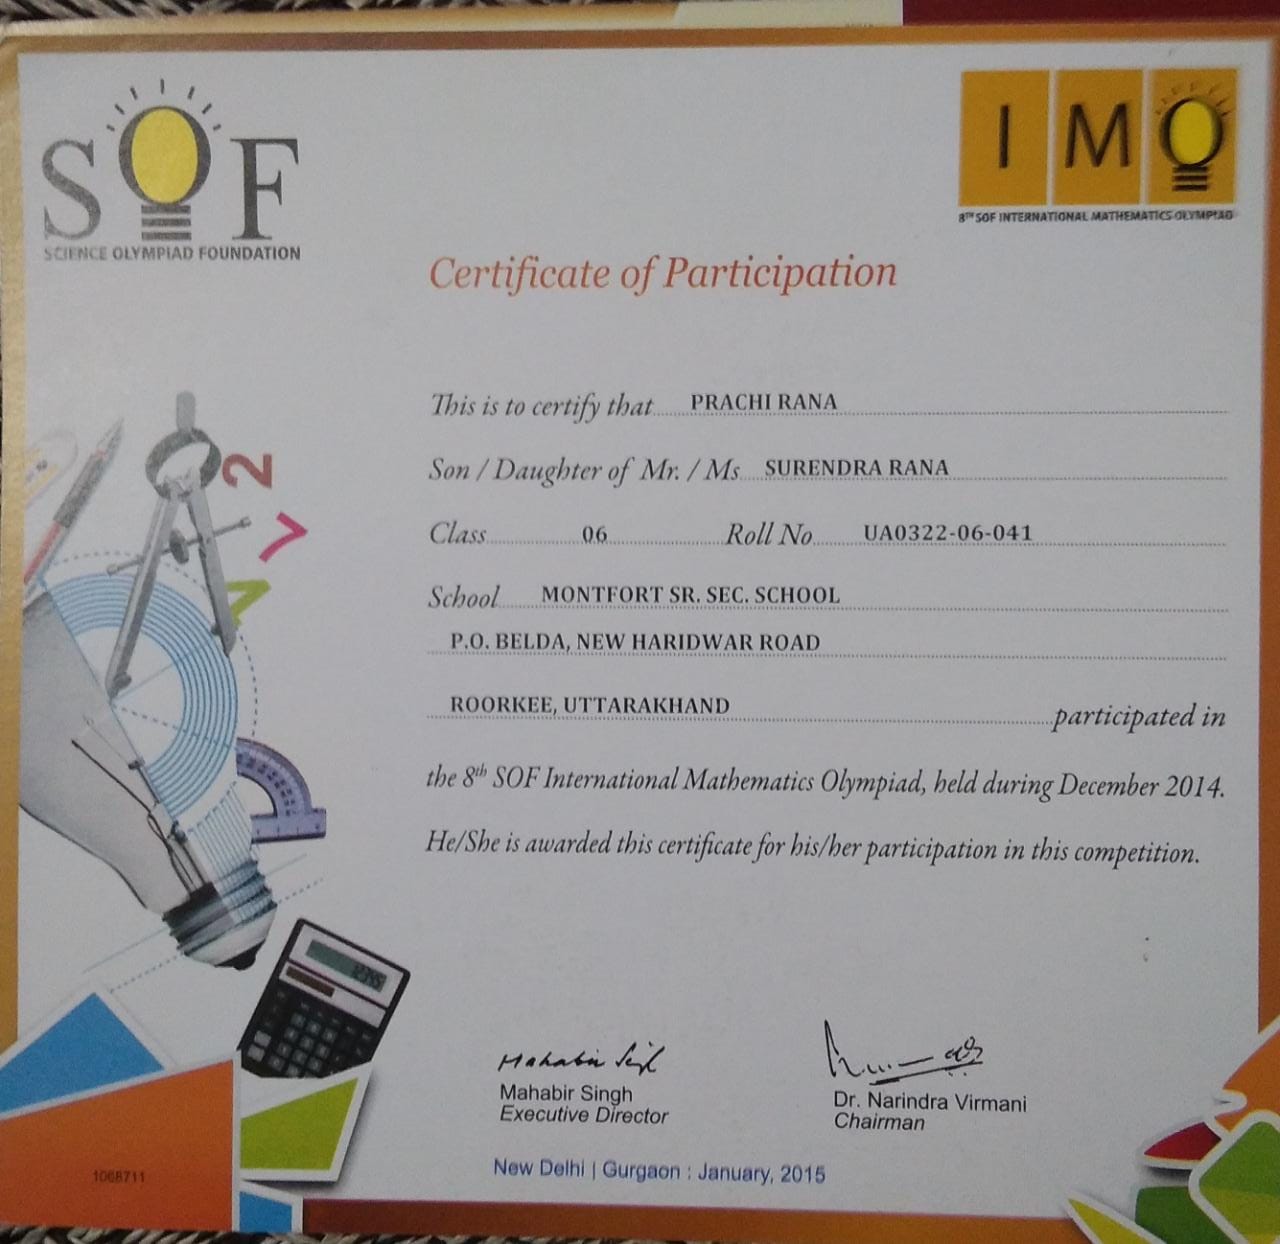 SOF
SCIENCE OLYMPIAD FOUNDATION
IMO
8TH SOF INTERNATIONAL MATHEMATICS OLYMPIAD
Certificate of Participation
This is to certify that PRACHI RANA
Son / Daughter of Mr. / Ms SURENDRA RANA
Class 06 Roll No UA0322-06-041
School MONTFORT SR. SEC. SCHOOL
P.O. BELDA, NEW HARIDWAR ROAD
ROORKEE, UTTARAKHAND participated in
the 8th SOF International Mathematics Olympiad, held during December 2014.
He/She is awarded this certificate for his/her participation in this competition.
2
7
Mahabir Singh
Mahabir Singh
Executive Director
Dr. Narindra Virmani
Chairman
New Delhi | Gurgaon : January, 2015
1068711